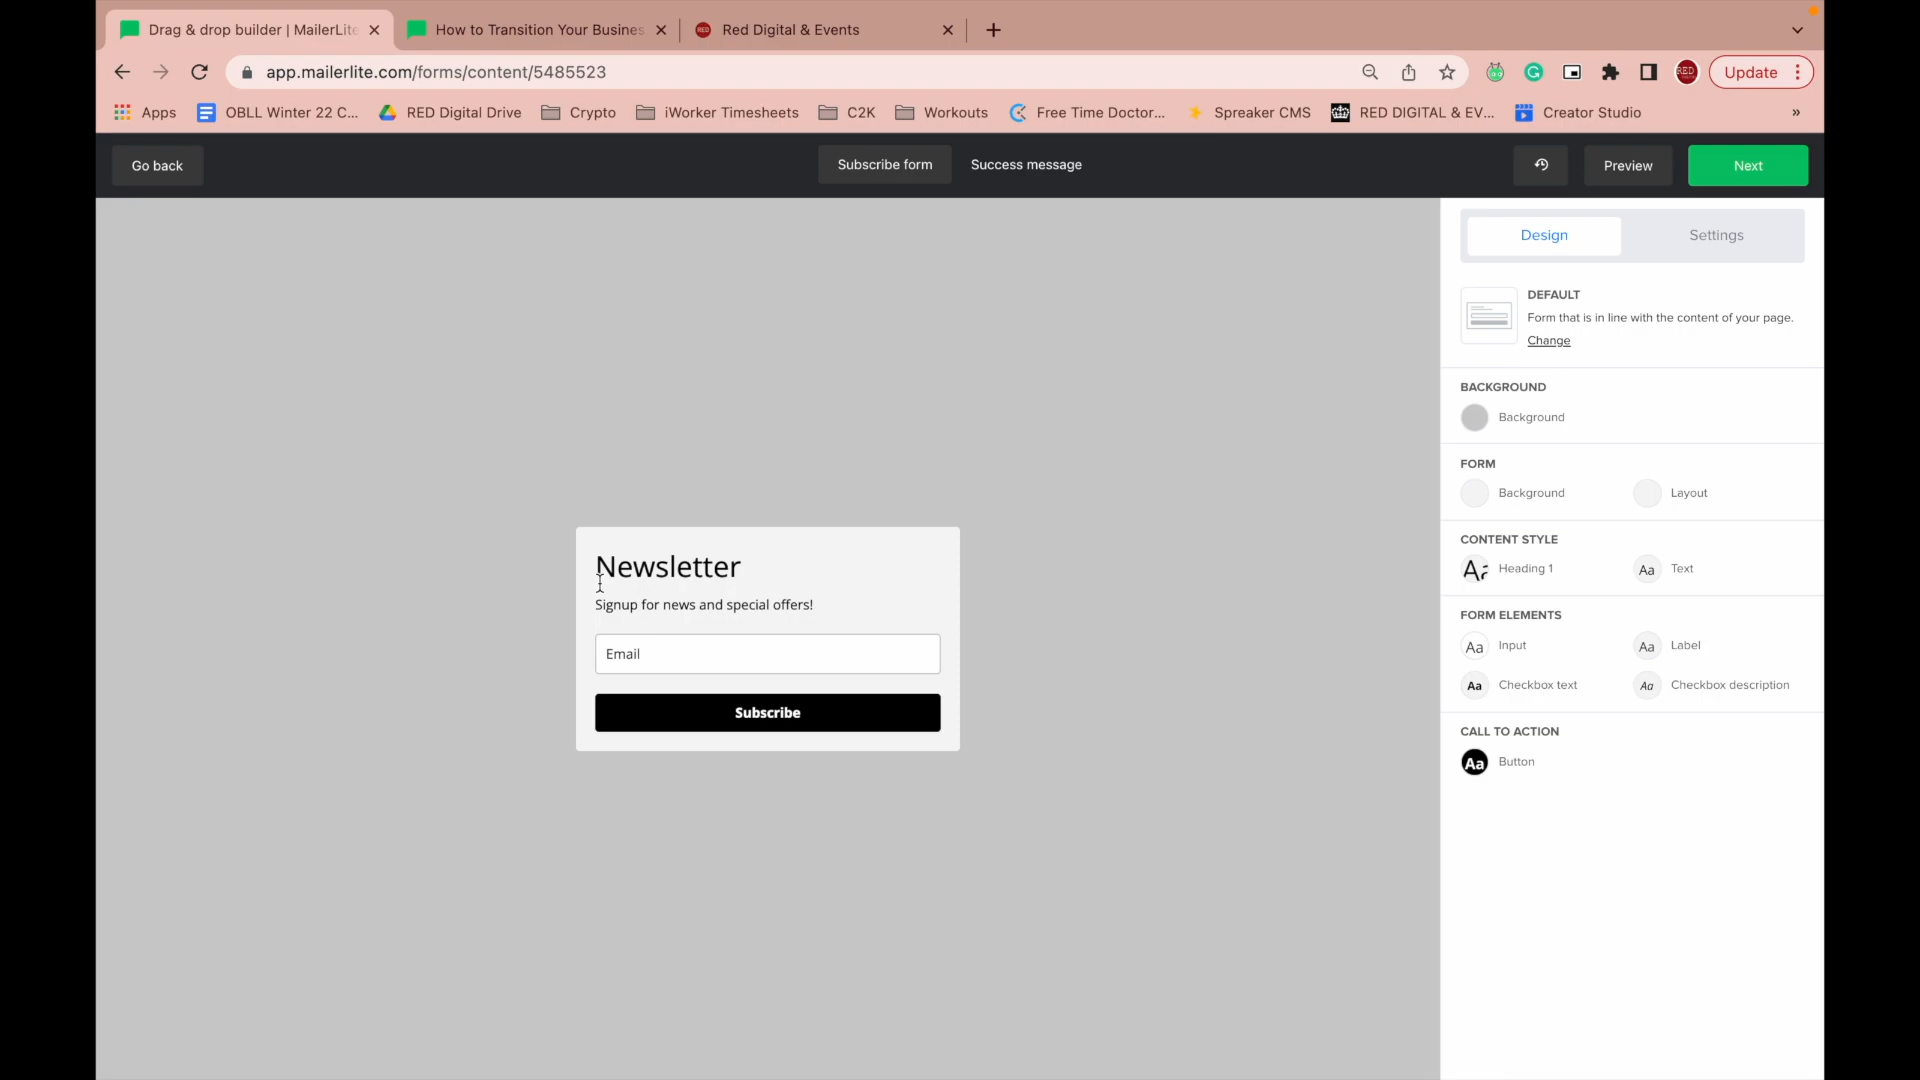 Drag & drop builder | MailerLite
How to Transition Your Busines
RED Red Digital & Events
app.mailerlite.com/forms/content/5485523
RED
Update
Apps
OBLL Winter 22 C...
RED Digital Drive
Crypto
iWorker Timesheets
C2K
Workouts
Free Time Doctor...
Spreaker CMS
RED DIGITAL & EV...
Creator Studio
»
Go back
Subscribe form
Success message
Preview
Next
Design
Settings
DEFAULT
Form that is in line with the content of your page.
Change
BACKGROUND
Background
FORM
Background
Layout
CONTENT STYLE
Heading 1
Aa Text
FORM ELEMENTS
Aa Input
Aa Label
Aa Checkbox text
Aa Checkbox description
CALL TO ACTION
Aa Button
Newsletter
Signup for news and special offers!
Email
Subscribe